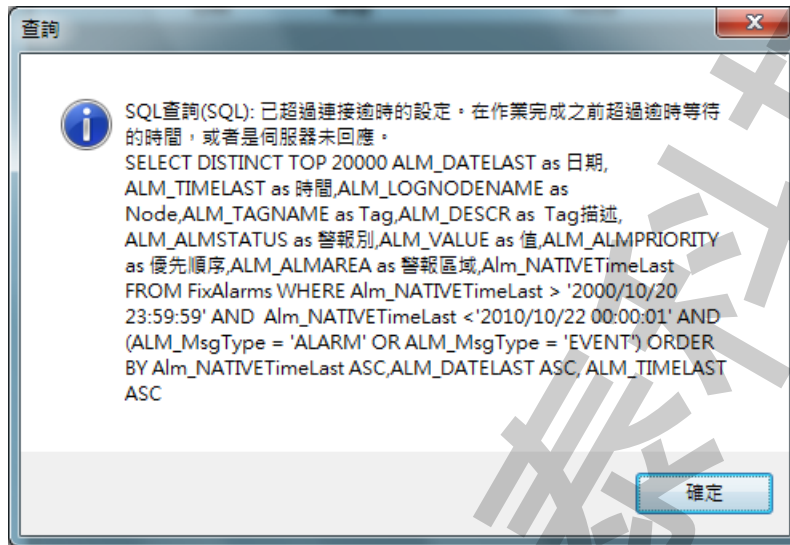 查詢
SQL查詢(SQL): 已超過連接逾時的設定。在作業完成之前超過逾時等待
的時間，或者是伺服器未回應。
SELECT DISTINCT TOP 20000 ALM_DATELAST as 日期,
ALM_TIMELAST as 時間,ALM_LOGNODENAME as
Node,ALM_TAGNAME as Tag,ALM_DESCR as  Tag描述,
ALM_ALMSTATUS as 警報別,ALM_VALUE as 值,ALM_ALMPRIORITY
as 優先順序,ALM_ALMAREA as 警報區域,Alm_NATIVETimeLast
FROM FixAlarms WHERE Alm_NATIVETimeLast > '2000/10/20
23:59:59' AND  Alm_NATIVETimeLast <'2010/10/22 00:00:01' AND
(ALM_MsgType = 'ALARM' OR ALM_MsgType = 'EVENT') ORDER
BY Alm_NATIVETimeLast ASC,ALM_DATELAST ASC, ALM_TIMELAST
ASC
確定